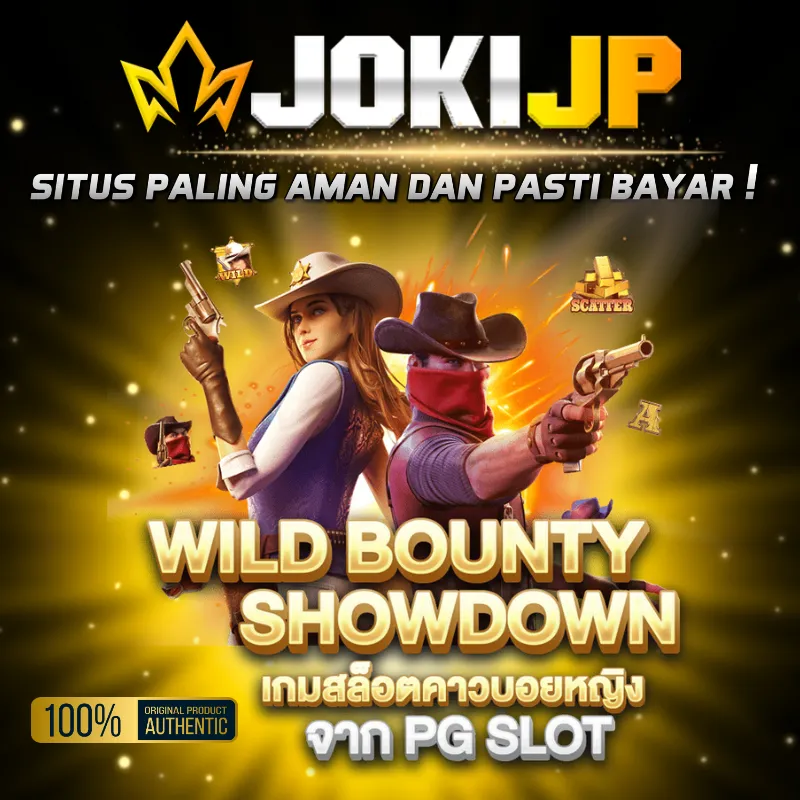 JOKIJP
SITUS PALING AMAN DAN PASTI BAYAR !
WILD
SCATTER
A
WILD BOUNTY
SHOWDOWN
เกมสล็อตคาวบอยหญิง
จาก PG SLOT
100%
ORIGINAL PRODUCT
AUTHENTIC